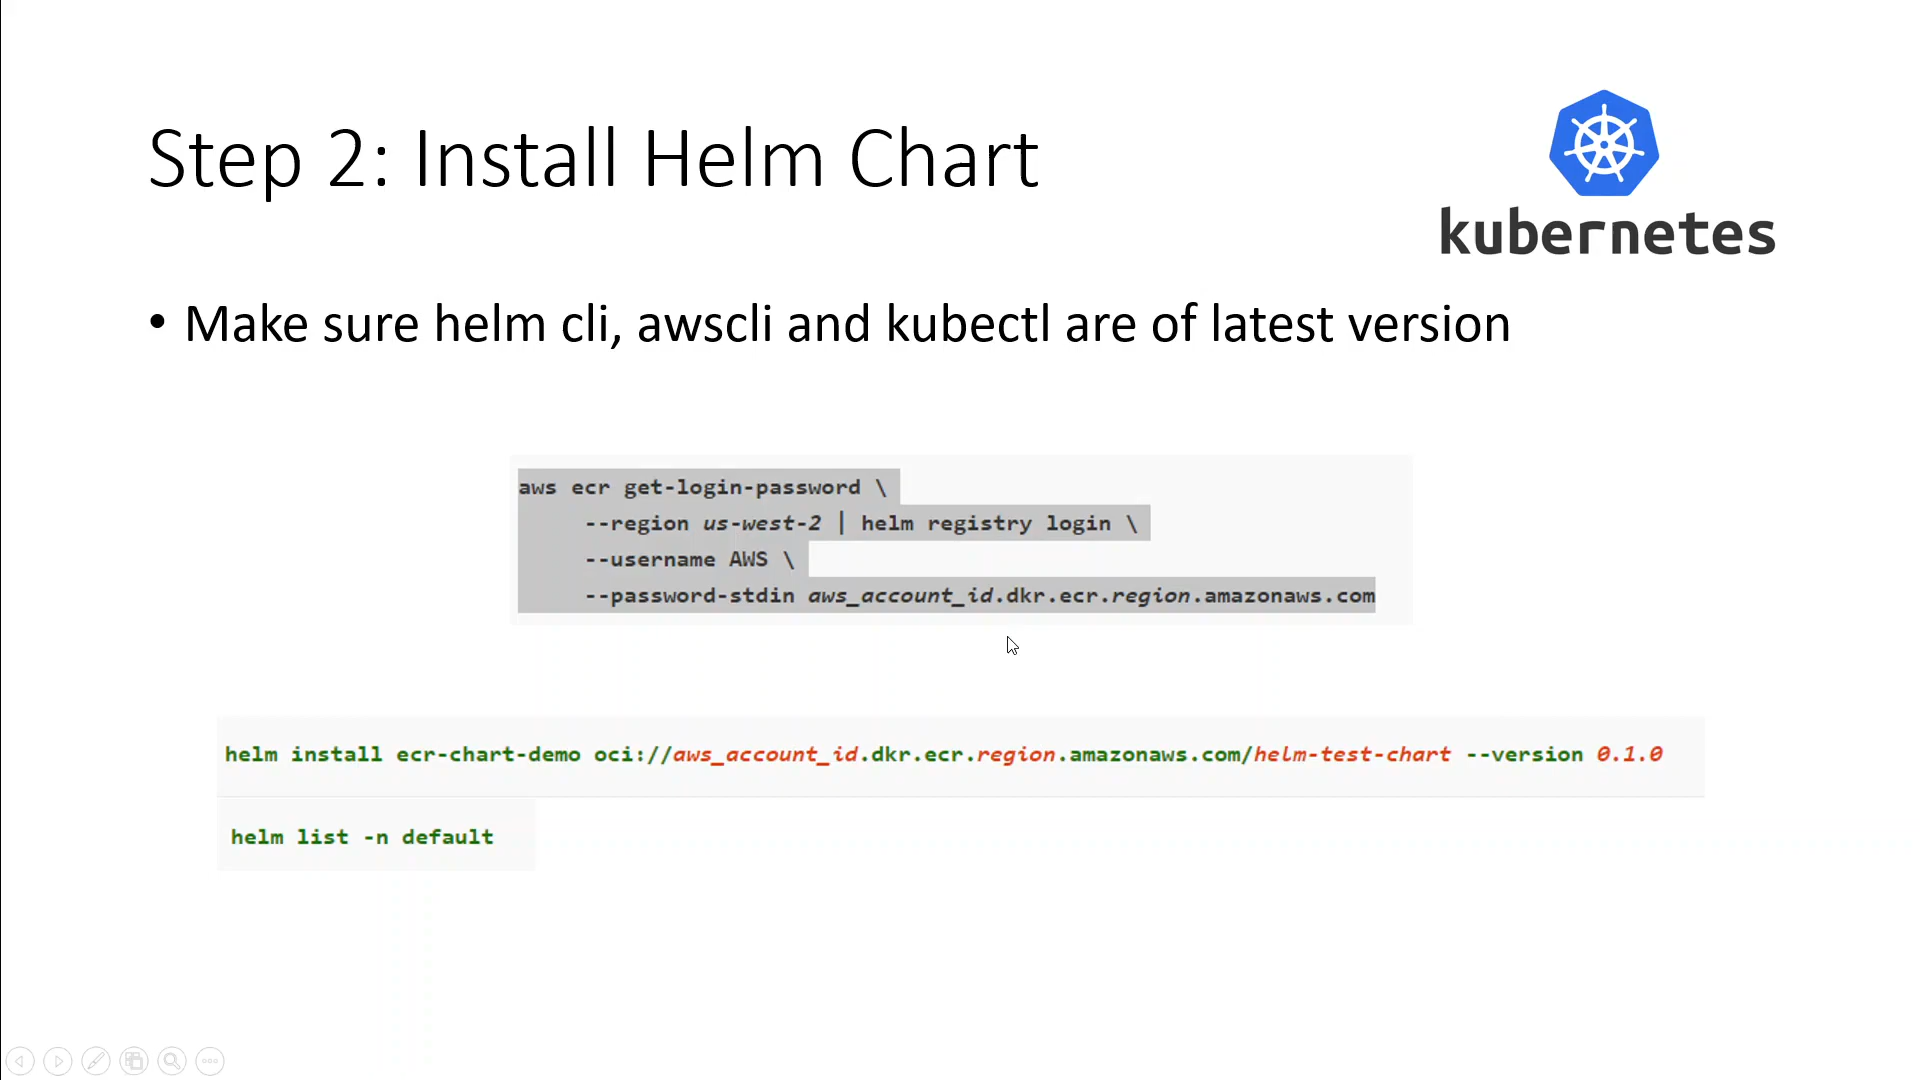 Step 2: Install Helm Chart
kubernetes
• Make sure helm cli, awscli and kubectl are of latest version
aws ecr get-login-password \
--region us-west-2 | helm registry login \
--username AWS \
--password-stdin aws_account_id.dkr.ecr.region.amazonaws.com
helm install ecr-chart-demo oci://aws_account_id.dkr.ecr.region.amazonaws.com/helm-test-chart --version 0.1.0
helm list -n default